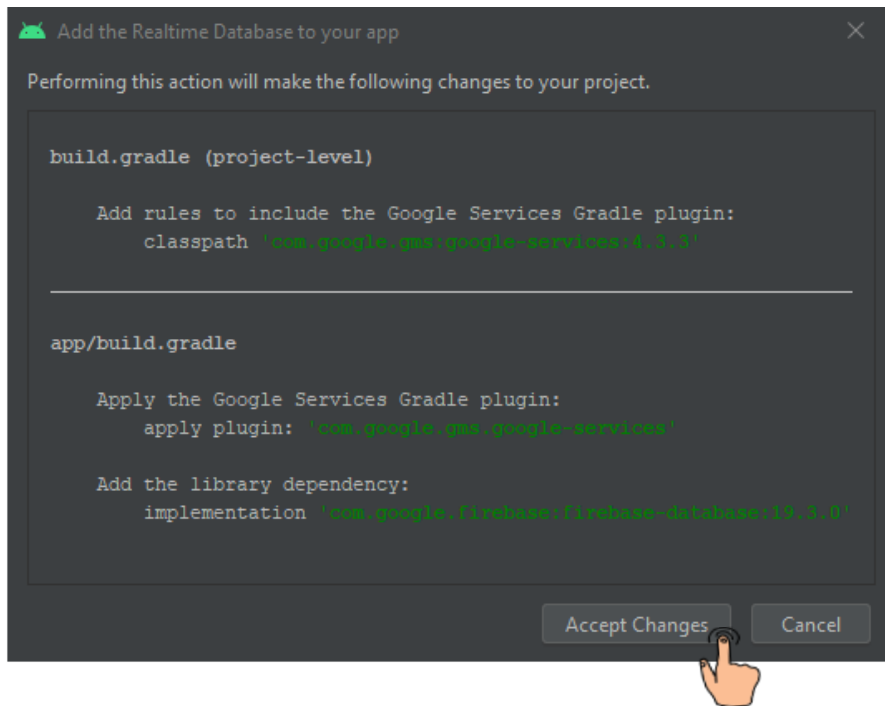 Add the Realtime Database to your app
Performing this action will make the following changes to your project.
build.gradle (project-level)
Add rules to include the Google Services Gradle plugin:
classpath 'com.google.gms:google-services:4.3.3'
app/build.gradle
Apply the Google Services Gradle plugin:
apply plugin: 'com.google.gms.google-services'
Add the library dependency:
implementation 'com.google.firebase:firebase-database:19.3.0'
Accept Changes
Cancel